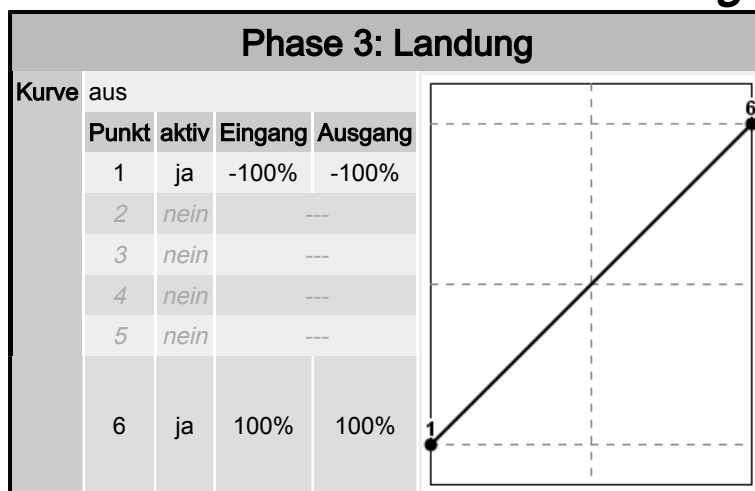 Phase 3: Landung
Kurve aus
Punkt aktiv Eingang Ausgang
1 ja -100% -100%
2 nein ---
3 nein ---
4 nein ---
5 nein ---
6 ja 100% 100%
6
1